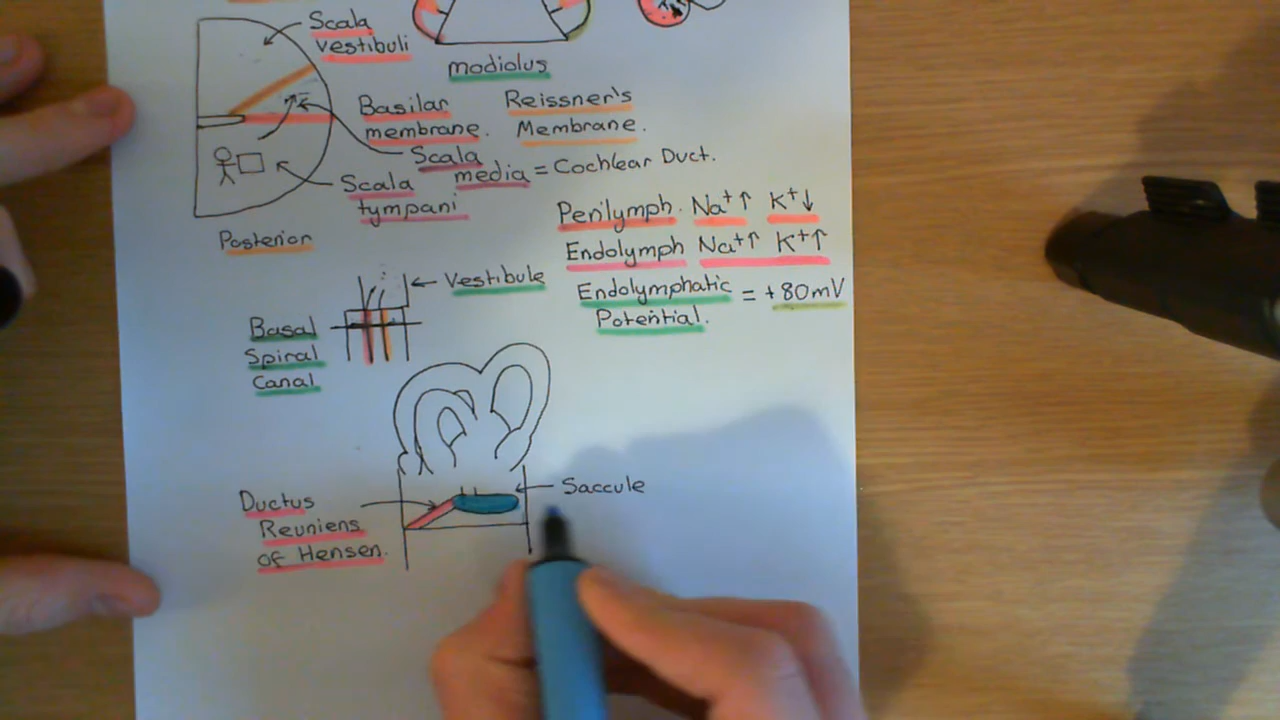 Scala
vestibuli
modiolus
Basilar
membrane.
Reissner's
Membrane.
Scala
media = Cochlear Duct.
Scala
tympani
Posterior
Perilymph. Na+↑ K+↓
Endolymph Na+↑ K+↑
Endolymphatic
Potential.
= +80mV
Vestibule
Basal
Spiral
Canal
Saccule
Ductus
Reuniens
of Hensen.